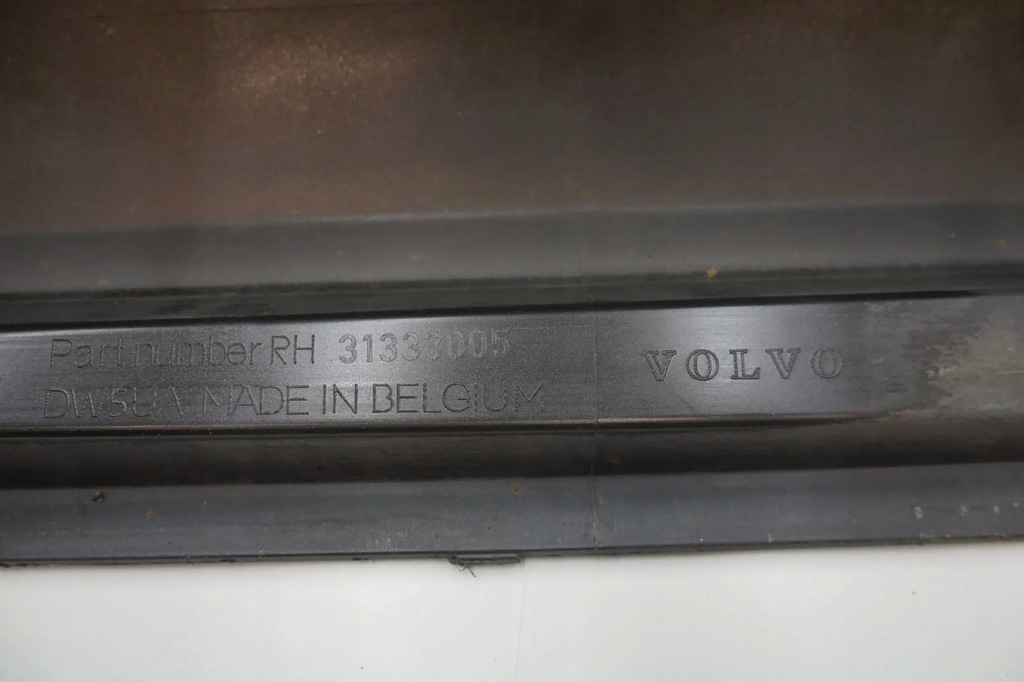 Part number RH 31333005
DW5UA MADE IN BELGIUM
VOLVO